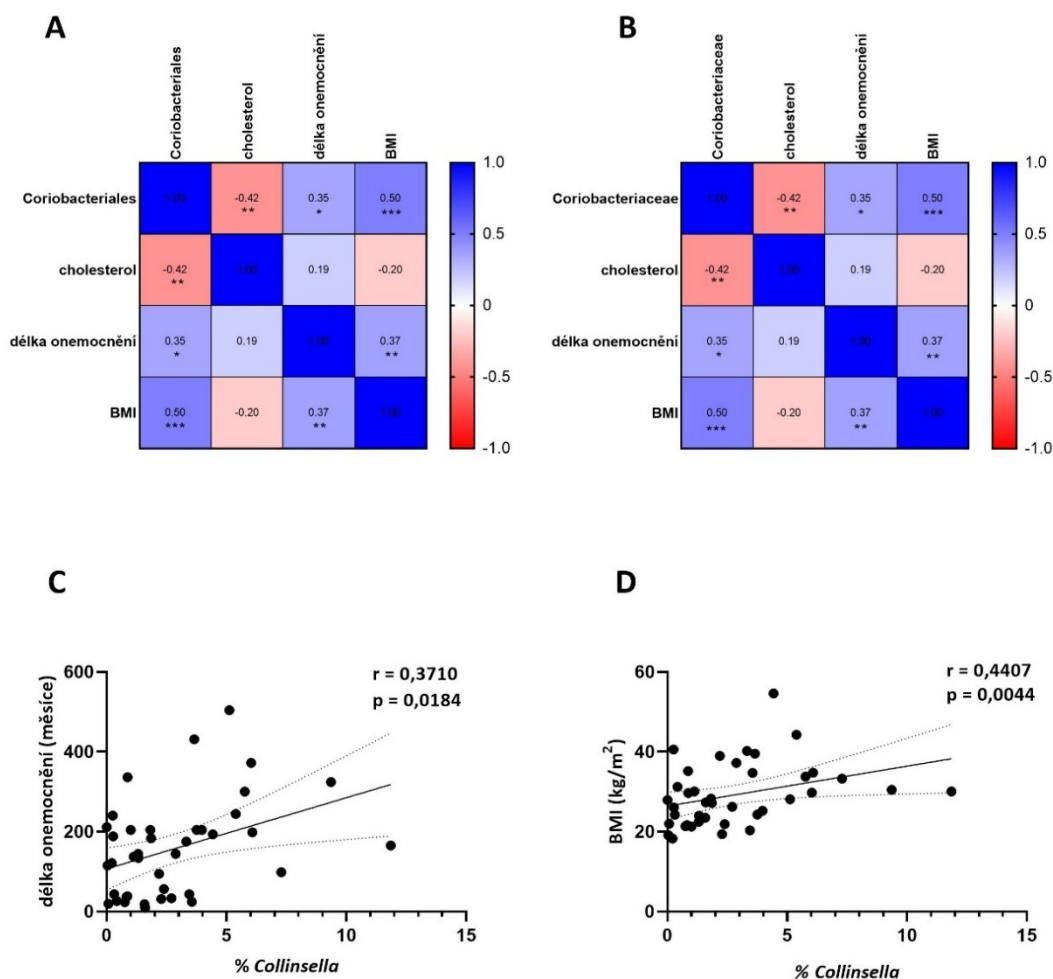 A
Coriobacteriales
cholesterol
délka onemocnění
BMI
Coriobacteriales 1.00 -0.42 ** 0.35 * 0.50 ***
cholesterol -0.42 ** 1.00 0.19 -0.20
délka onemocnění 0.35 * 0.19 1.00 0.37 **
BMI 0.50 *** -0.20 0.37 ** 1.00
1.0
0.5
0
-0.5
-1.0
B
Coriobacteriaceae
cholesterol
délka onemocnění
BMI
Coriobacteriaceae 1.00 -0.42 ** 0.35 * 0.50 ***
cholesterol -0.42 ** 1.00 0.19 -0.20
délka onemocnění 0.35 * 0.19 1.00 0.37 **
BMI 0.50 *** -0.20 0.37 ** 1.00
1.0
0.5
0
-0.5
-1.0
C
r = 0,3710
p = 0,0184
délka onemocnění (měsíce)
600
400
200
0
0 5 10 15
% Collinsella
D
r = 0,4407
p = 0,0044
BMI (kg/m²)
60
40
20
0
0 5 10 15
% Collinsella